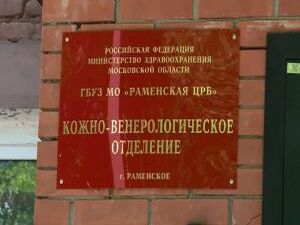 РОССИЙСКАЯ ФЕДЕРАЦИЯ
МИНИСТЕРСТВО ЗДРАВООХРАНЕНИЯ
МОСКОВСКОЙ ОБЛАСТИ
ГБУЗ МО «РАМЕНСКАЯ ЦРБ»
КОЖНО-ВЕНЕРОЛОГИЧЕСКОЕ
ОТДЕЛЕНИЕ
г. РАМЕНСКОЕ